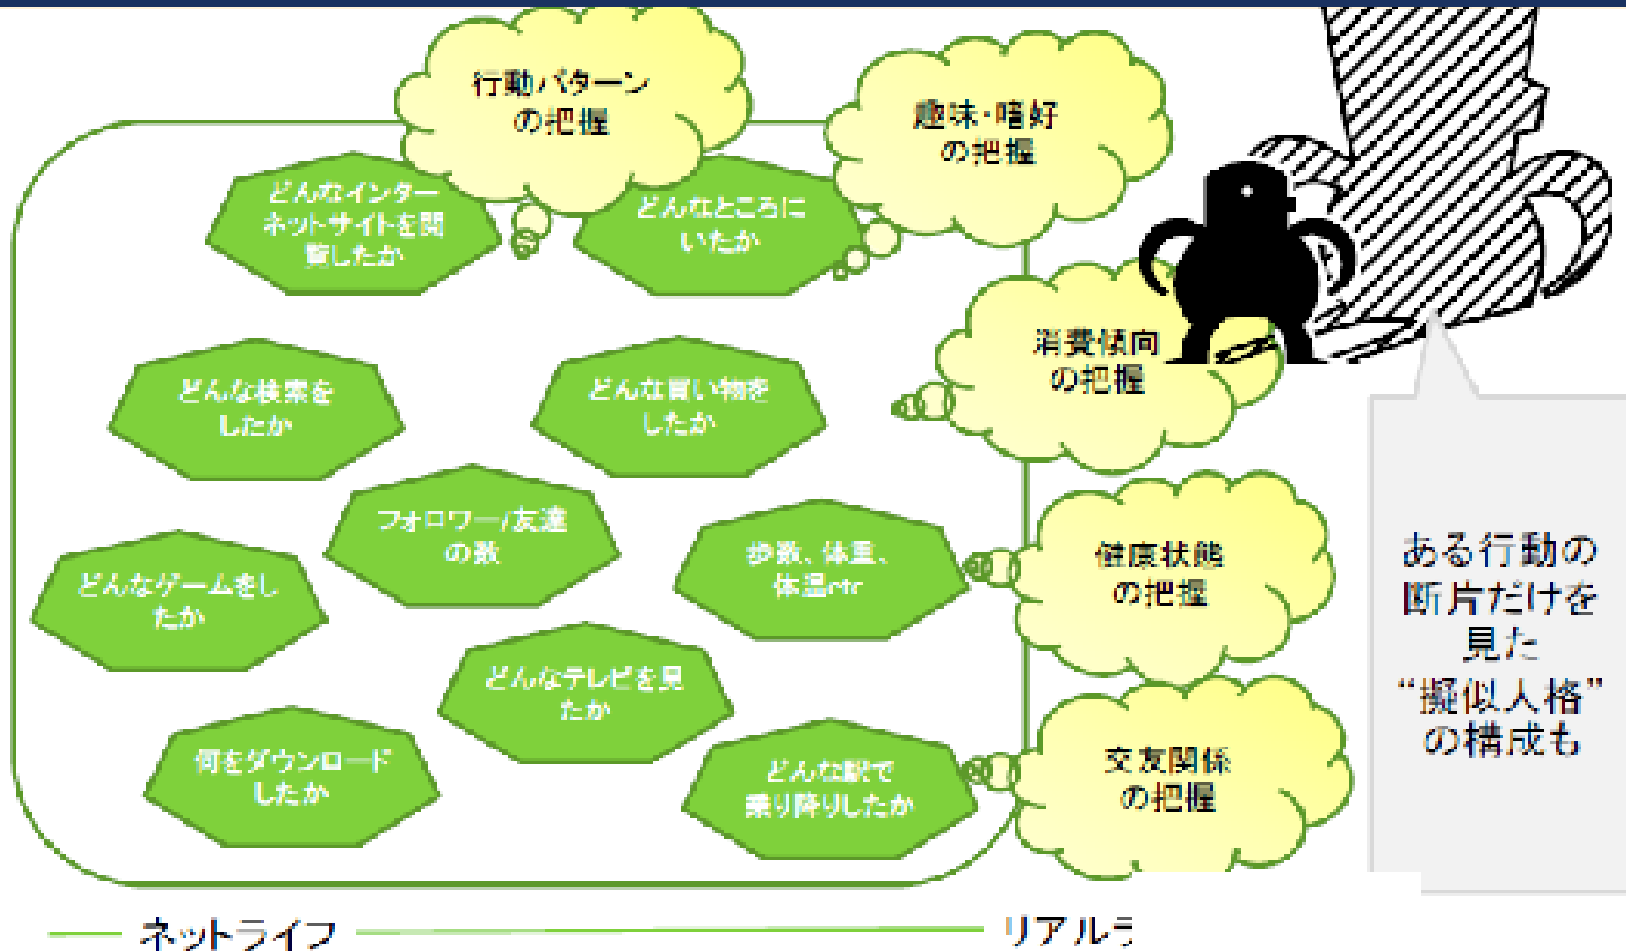 行動パターン
の把握
趣味・嗜好
の把握
どんなインター
ネットサイトを閲
覧したか
どんなところに
いたか
消費傾向
の把握
どんな検索を
したか
どんな買い物を
したか
フォロワー/友達
の数
歩数、体重、
体温etc
健康状態
の把握
どんなゲームをし
たか
どんなテレビを見
たか
何をダウンロード
したか
どんな駅で
乗り降りしたか
交友関係
の把握
ある行動の
断片だけを
見た
“擬似人格”
の構成も
ネットライフ
リアルラ